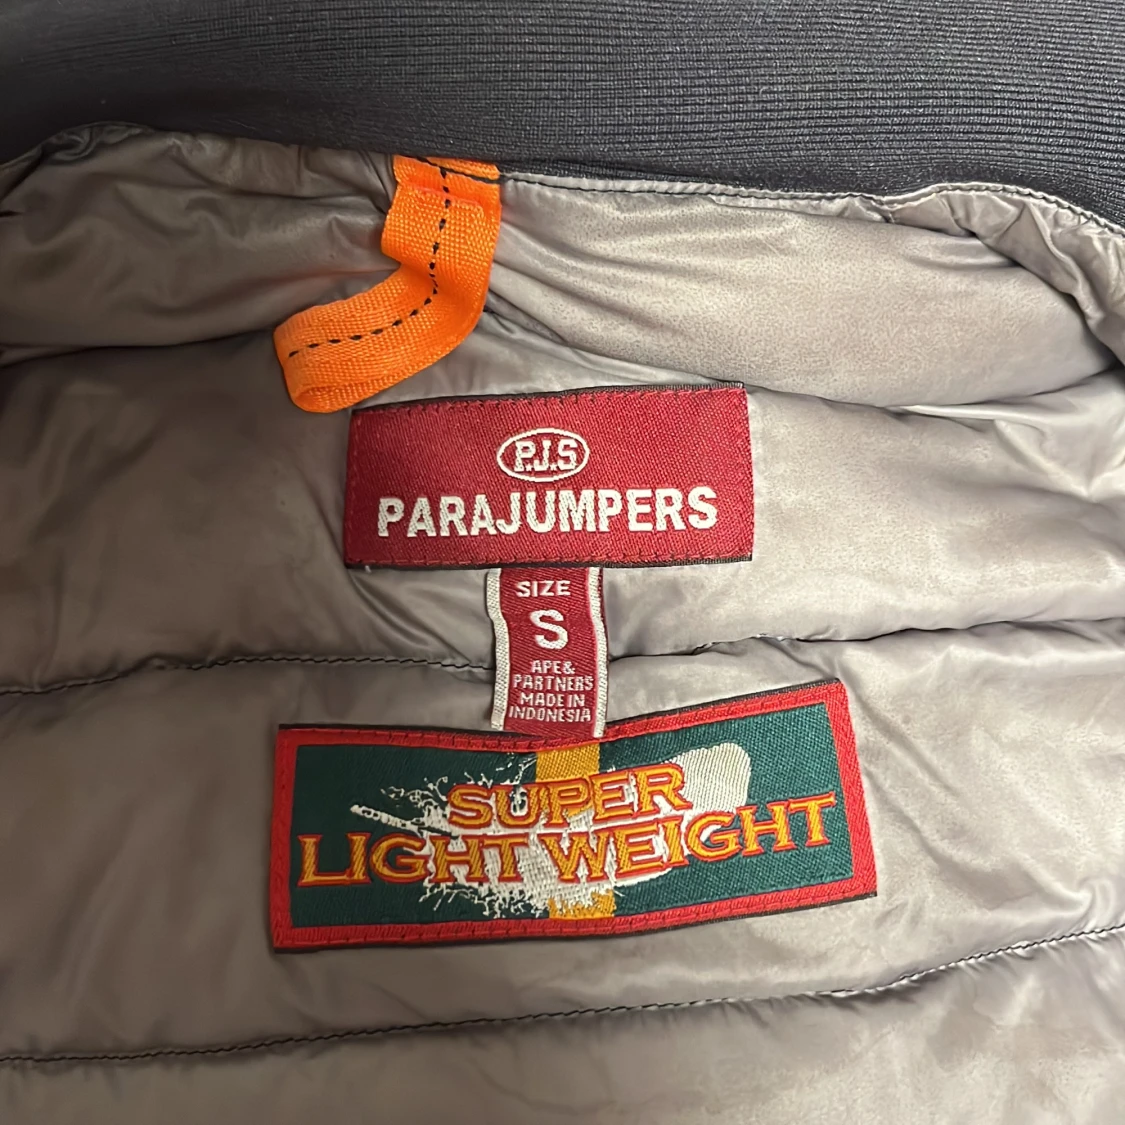 P.J.S
PARAJUMPERS
SIZE
S
APE &
PARTNERS
MADE IN
INDONESIA
SUPER
LIGHT WEIGHT